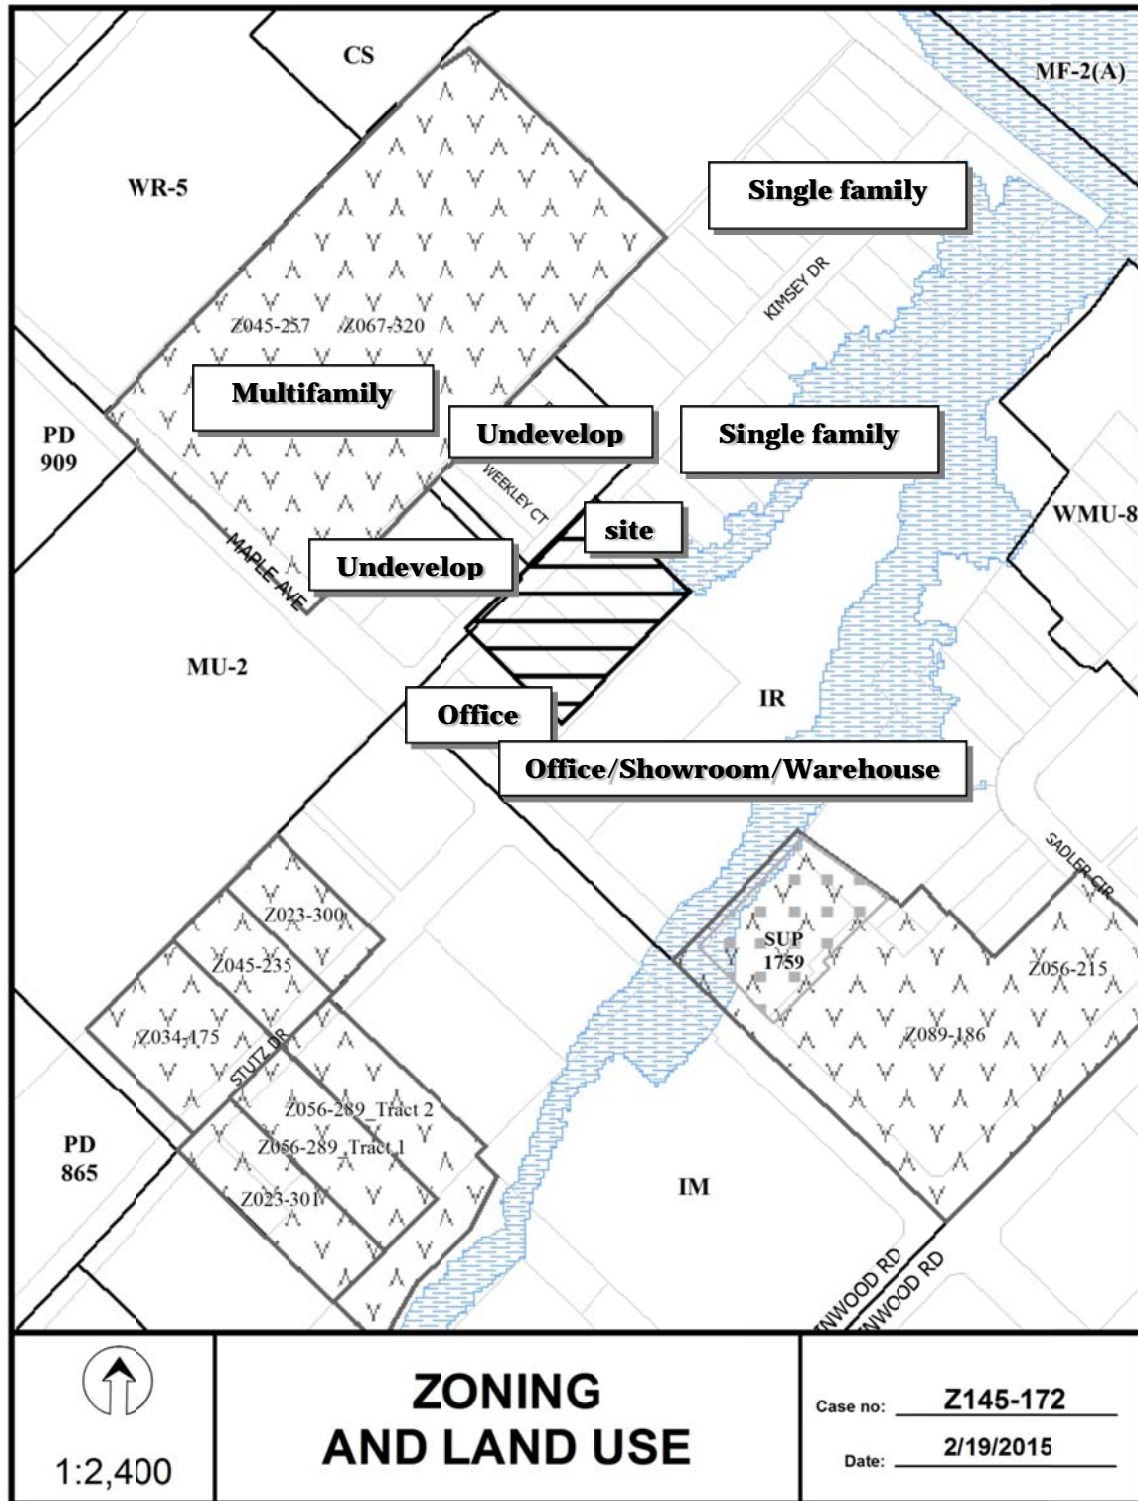 CS
MF-2(A)
WR-5
Single family
KIMSEY DR
Z045-257
Z067-320
Multifamily
Undevelop
Single family
PD
909
WEEKLEY CT
WMU-8
site
MAPLE AVE
Undevelop
MU-2
IR
Office
Office/Showroom/Warehouse
SADLER CIR
Z023-300
SUP
1759
Z045-235
Z056-215
Z034-175
Z089-186
STUTZ DR
Z056-289_Tract 2
PD
865
Z056-289_Tract 1
IM
Z023-301
INWOOD RD
NWOOD RD
1:2,400
ZONING
AND LAND USE
Case no: Z145-172
Date: 2/19/2015